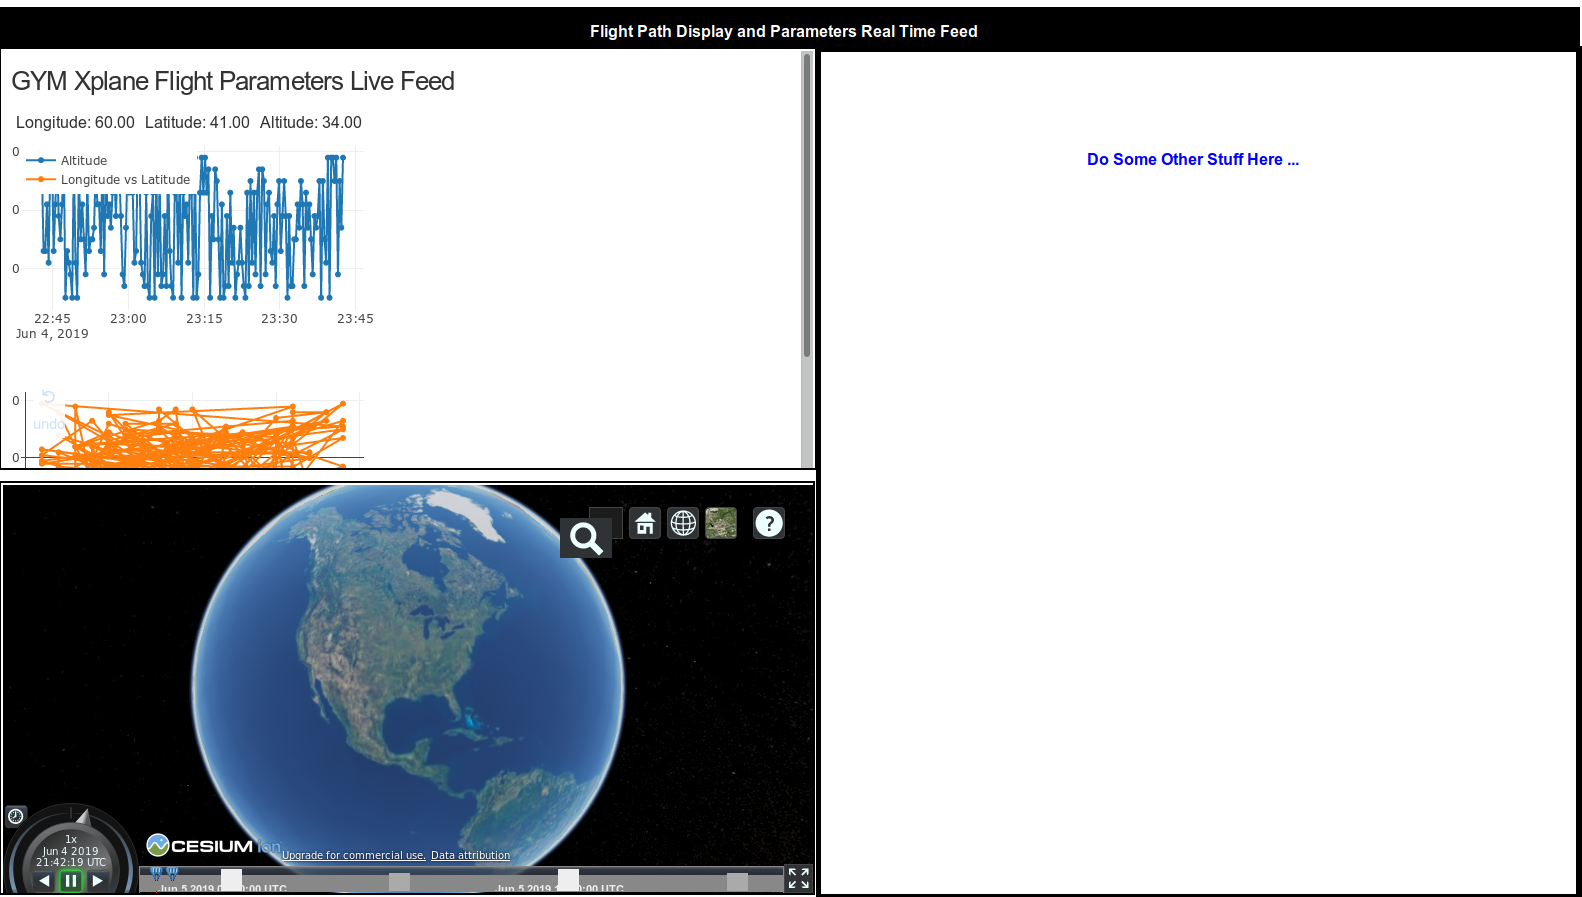 Flight Path Display and Parameters Real Time Feed
GYM Xplane Flight Parameters Live Feed
Longitude: 60.00 Latitude: 41.00 Altitude: 34.00
0
Altitude
Longitude vs Latitude
0
0
22:45 23:00 23:15 23:30 23:45
Jun 4, 2019
0
undo
0
Do Some Other Stuff Here ...
?
1x
Jun 4 2019
21:42:19 UTC
CESIUM ion
Upgrade for commercial use. Data attribution
Jun 5 2019 0:00 UTC
Jun 5 2019 0:00 UTC